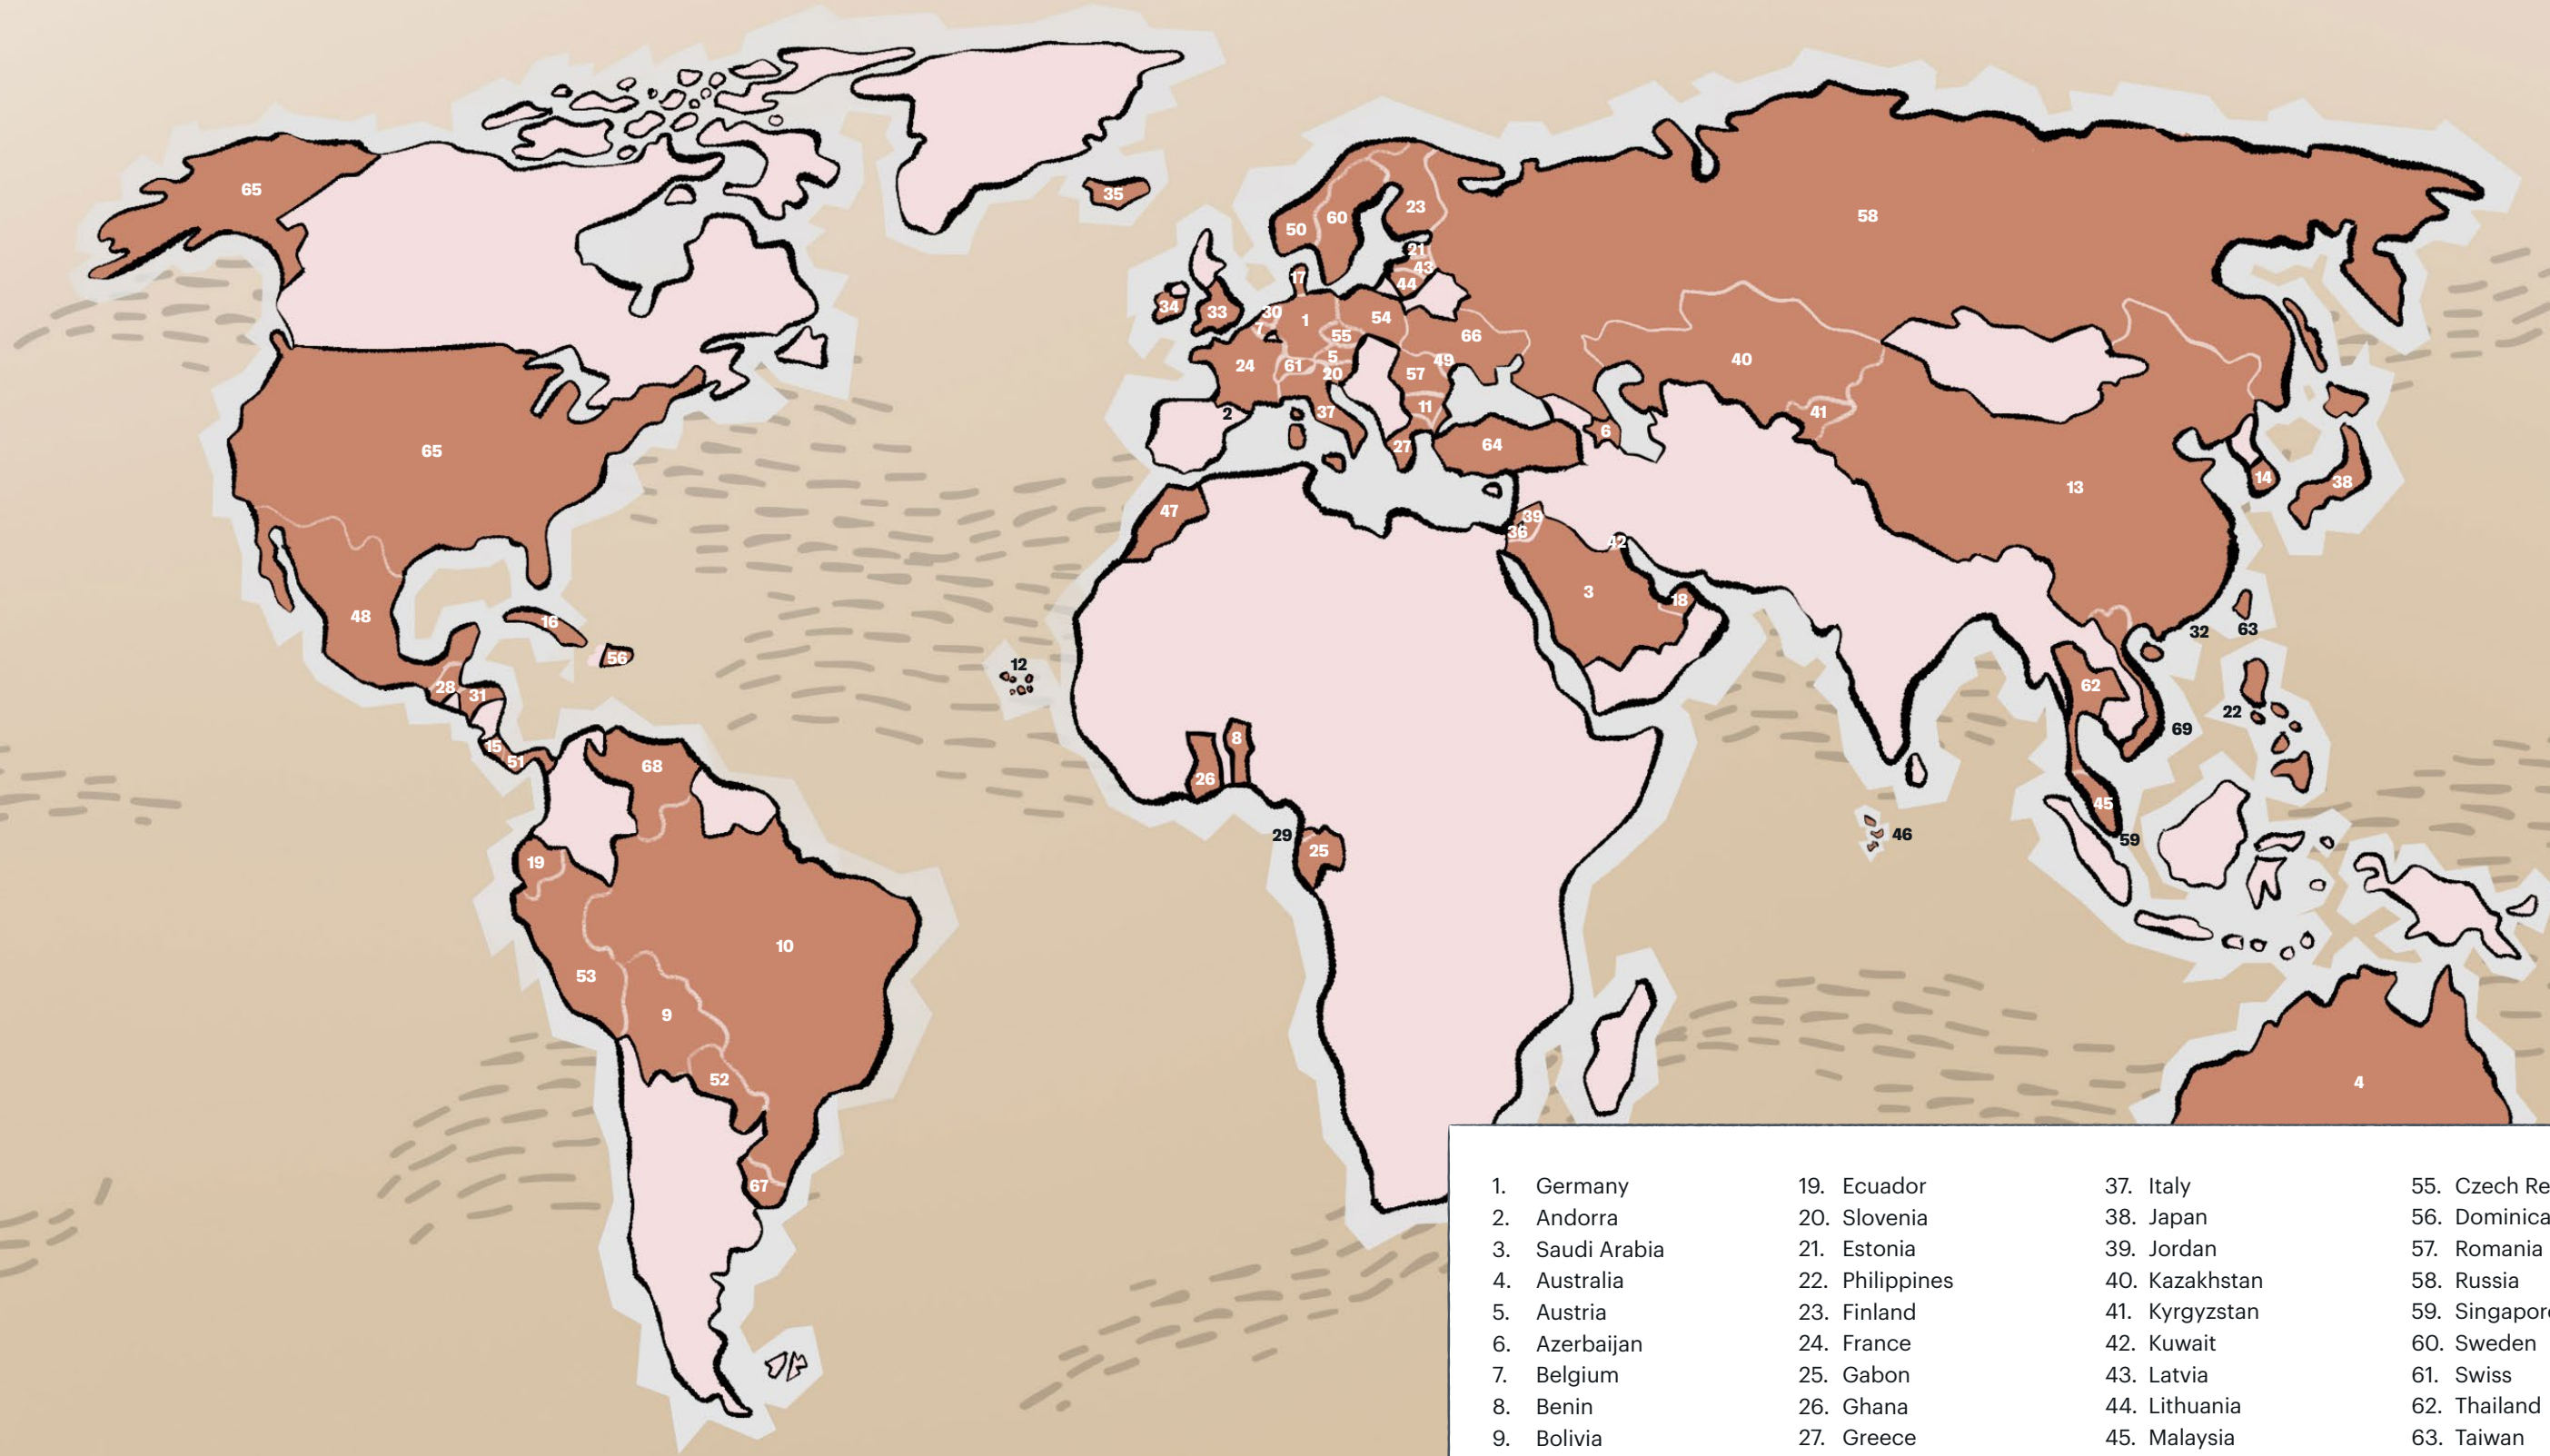 65
35
58
60
23
50
21
43
17
44
34
33
30
1
54
7
55
66
5
49
40
24
61
20
57
2
37
11
41
6
65
27
64
13
14
38
47
39
36
42
3
18
48
16
32
63
56
12
28
31
62
22
15
51
69
68
8
26
45
29
46
59
25
19
10
53
9
52
4
67
1. Germany
2. Andorra
3. Saudi Arabia
4. Australia
5. Austria
6. Azerbaijan
7. Belgium
8. Benin
9. Bolivia
19. Ecuador
20. Slovenia
21. Estonia
22. Philippines
23. Finland
24. France
25. Gabon
26. Ghana
27. Greece
37. Italy
38. Japan
39. Jordan
40. Kazakhstan
41. Kyrgyzstan
42. Kuwait
43. Latvia
44. Lithuania
45. Malaysia
55. Czech Re
56. Dominica
57. Romania
58. Russia
59. Singapor
60. Sweden
61. Swiss
62. Thailand
63. Taiwan